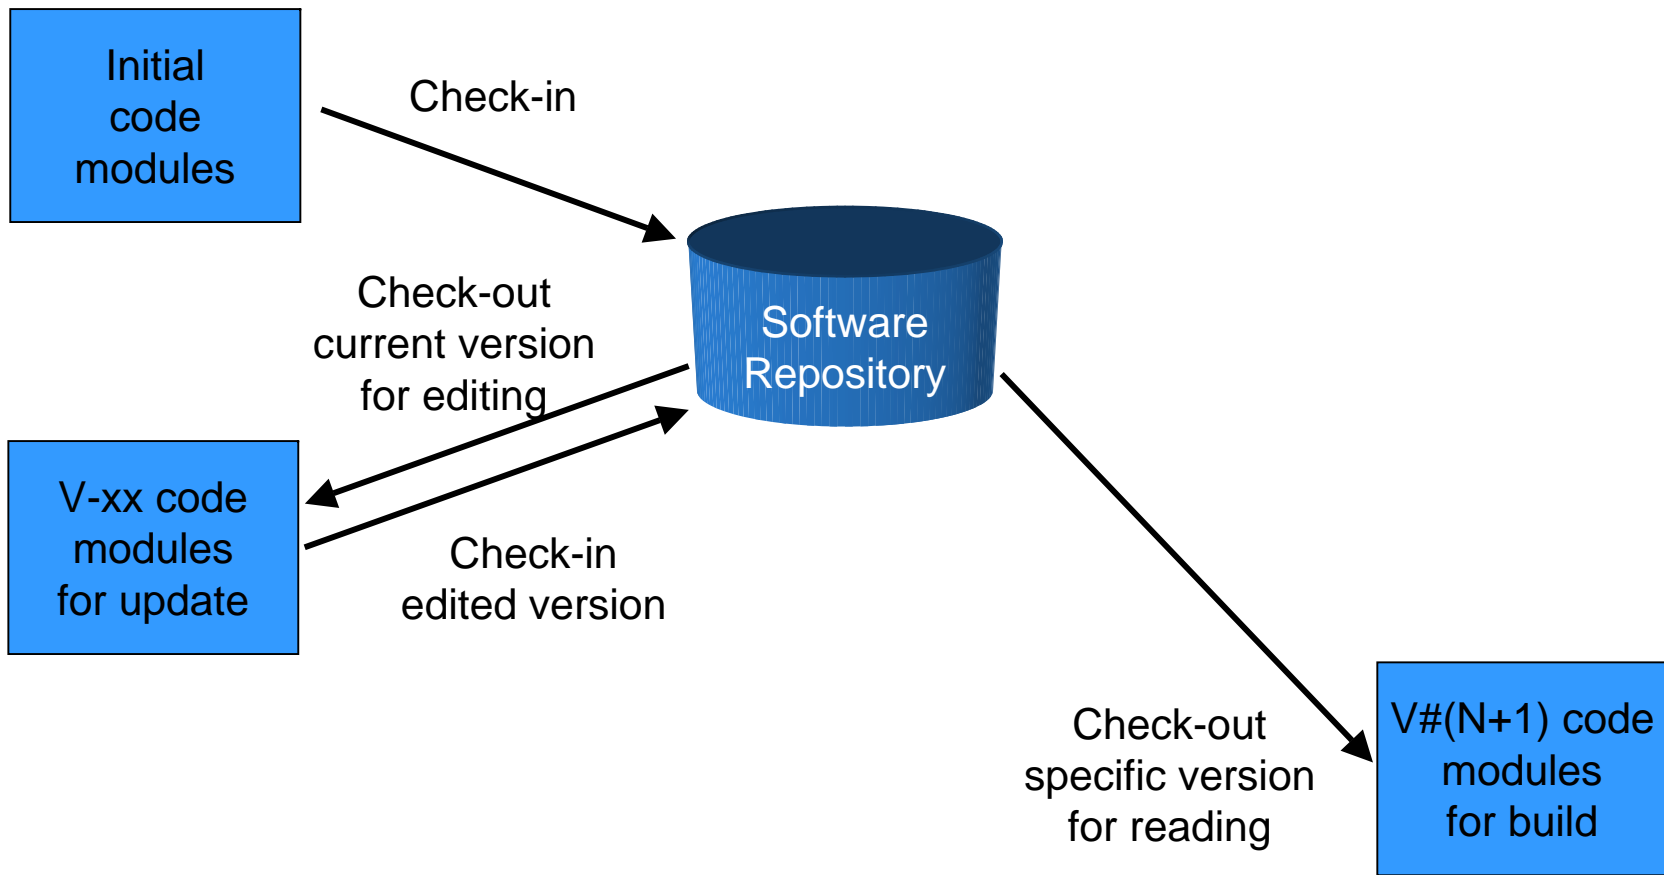 Initial
code
modules
Check-in
Check-out
current version
for editing
Software
Repository
V-xx code
modules
for update
Check-in
edited version
Check-out
specific version
for reading
V#(N+1) code
modules
for build